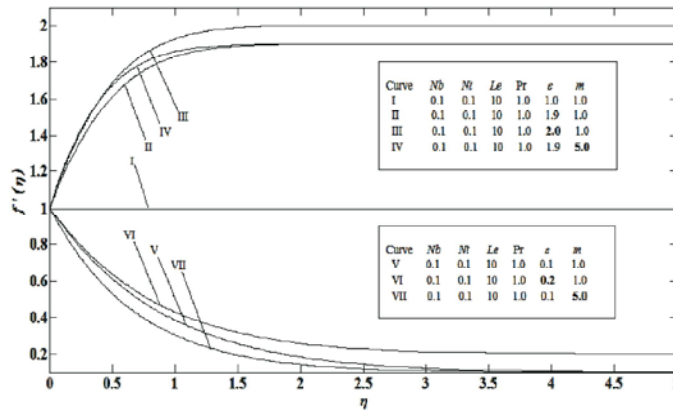 2
1.8
1.6
1.4
1.2
1
0.8
0.6
0.4
0.2
f ' (η)
Curve Nb Nt Le Pr ε m
I 0.1 0.1 10 1.0 1.0 1.0
II 0.1 0.1 10 1.0 1.9 1.0
III 0.1 0.1 10 1.0 2.0 1.0
IV 0.1 0.1 10 1.0 1.9 5.0
III
IV
II
I
Curve Nb Nt Le Pr ε m
V 0.1 0.1 10 1.0 0.1 1.0
VI 0.1 0.1 10 1.0 0.2 1.0
VII 0.1 0.1 10 1.0 0.1 5.0
VI
V
VII
0 0.5 1 1.5 2 2.5 3 3.5 4 4.5 5
η